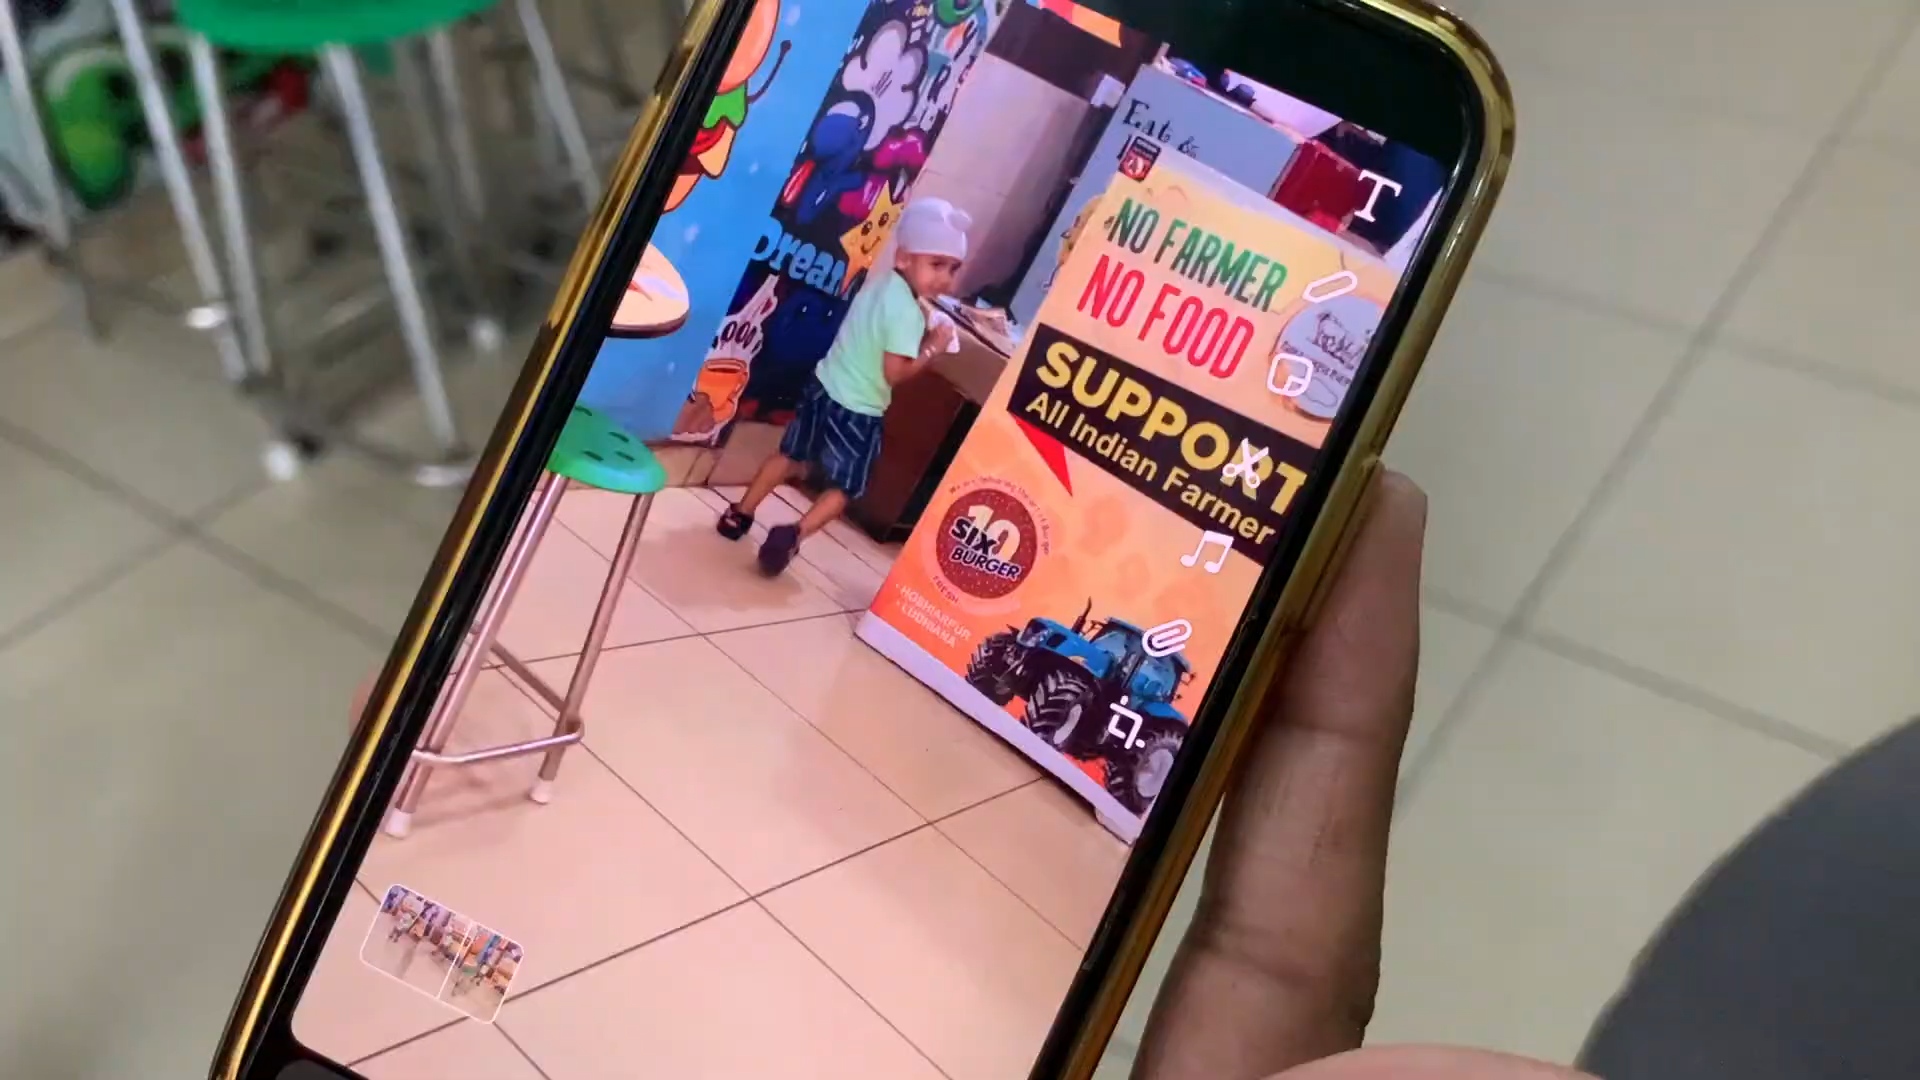 Eat &
Dream
NO FARMER
NO FOOD
SUPPORT
All Indian Farmer
10
SIX
BURGER
FRESH
• HOSHIARPUR
• LUDHIANA
T